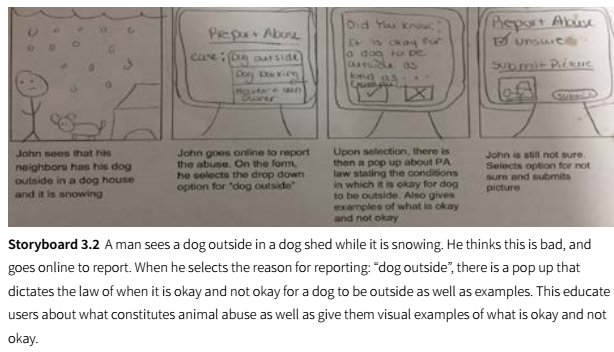 Report Abuse
case: Dog outside
Dog barking
Did You Know:
It is okay for
a dog to be
outside as
long as...
Report Abuse
unsure
Submit Picture
Submit
John sees that his
neighbors has his dog
outside in a dog house
and it is snowing
John goes online to report
the abuse. On the form,
he selects the drop down
option for "dog outside"
Upon selection, there is
then a pop up about PA
law stating the conditions
in which it is okay for dog
to be outside. Also gives
examples of what is okay
and not okay
John is still not sure.
Selects option for not
sure and submits
picture
Storyboard 3.2 A man sees a dog outside in a dog shed while it is snowing. He thinks this is bad, and
goes online to report. When he selects the reason for reporting: "dog outside", there is a pop up that
dictates the law of when it is okay and not okay for a dog to be outside as well as examples. This educate
users about what constitutes animal abuse as well as give them visual examples of what is okay and not
okay.